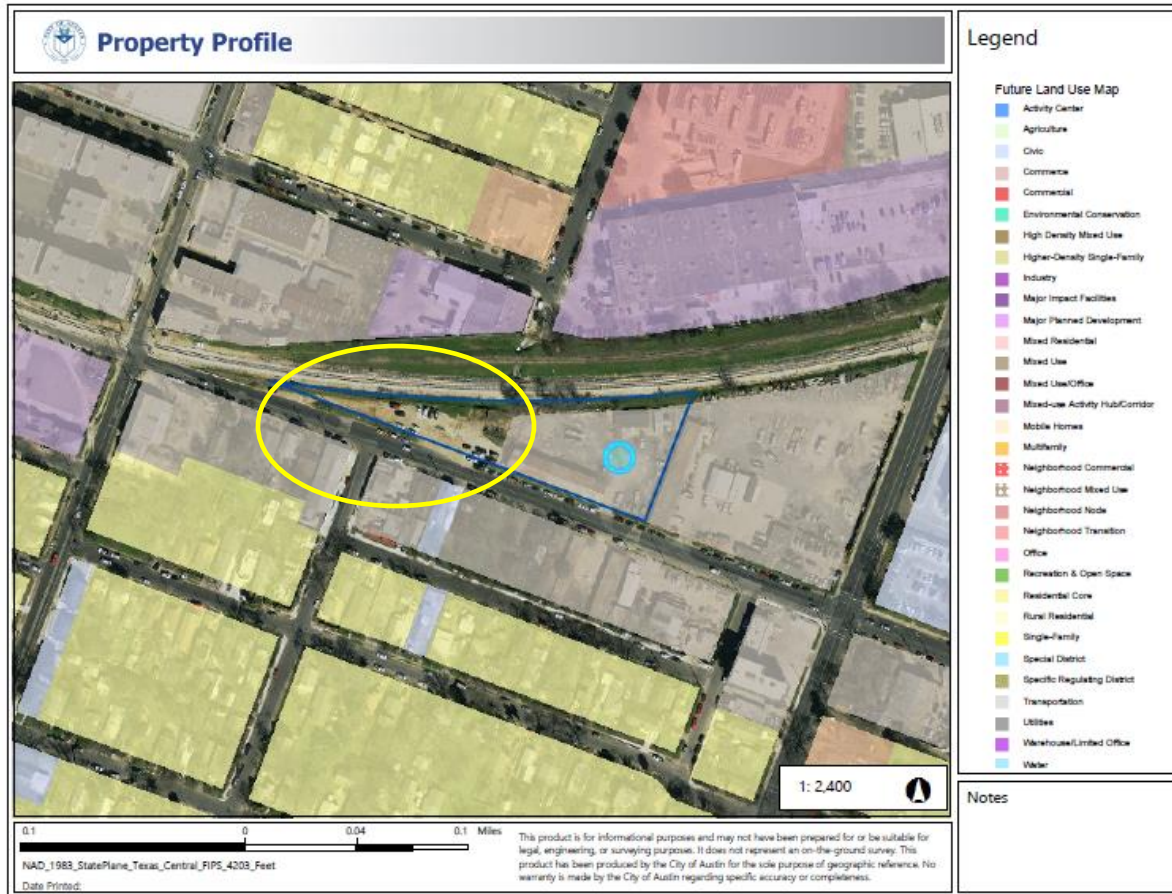 Property Profile
Legend
Future Land Use Map
Activity Center
Agriculture
Civic
Commerce
Commercial
Environmental Conservation
High Density Mixed Use
Higher-Density Single-Family
Industry
Major Impact Facilities
Major Planned Development
Mixed Residential
Mixed Use
Mixed Use/Office
Mixed-use Activity Hub/Corridor
Mobile Homes
Multifamily
Neighborhood Commercial
Neighborhood Mixed Use
Neighborhood Node
Neighborhood Transition
Office
Recreation & Open Space
Residential Core
Rural Residential
Single-Family
Special District
Specific Regulating District
Transportation
Utilities
Warehouse/Limited Office
Water
1: 2,400
Notes
0.1 0 0.04 0.1 Miles
NAD_1983_StatePlane_Texas_Central_FIPS_4203_Feet
Date Printed:
This product is for informational purposes and may not have been prepared for or be suitable for
legal, engineering, or surveying purposes. It does not represent an on-the-ground survey. This
product has been produced by the City of Austin for the sole purpose of geographic reference. No
warranty is made by the City of Austin regarding specific accuracy or completeness.